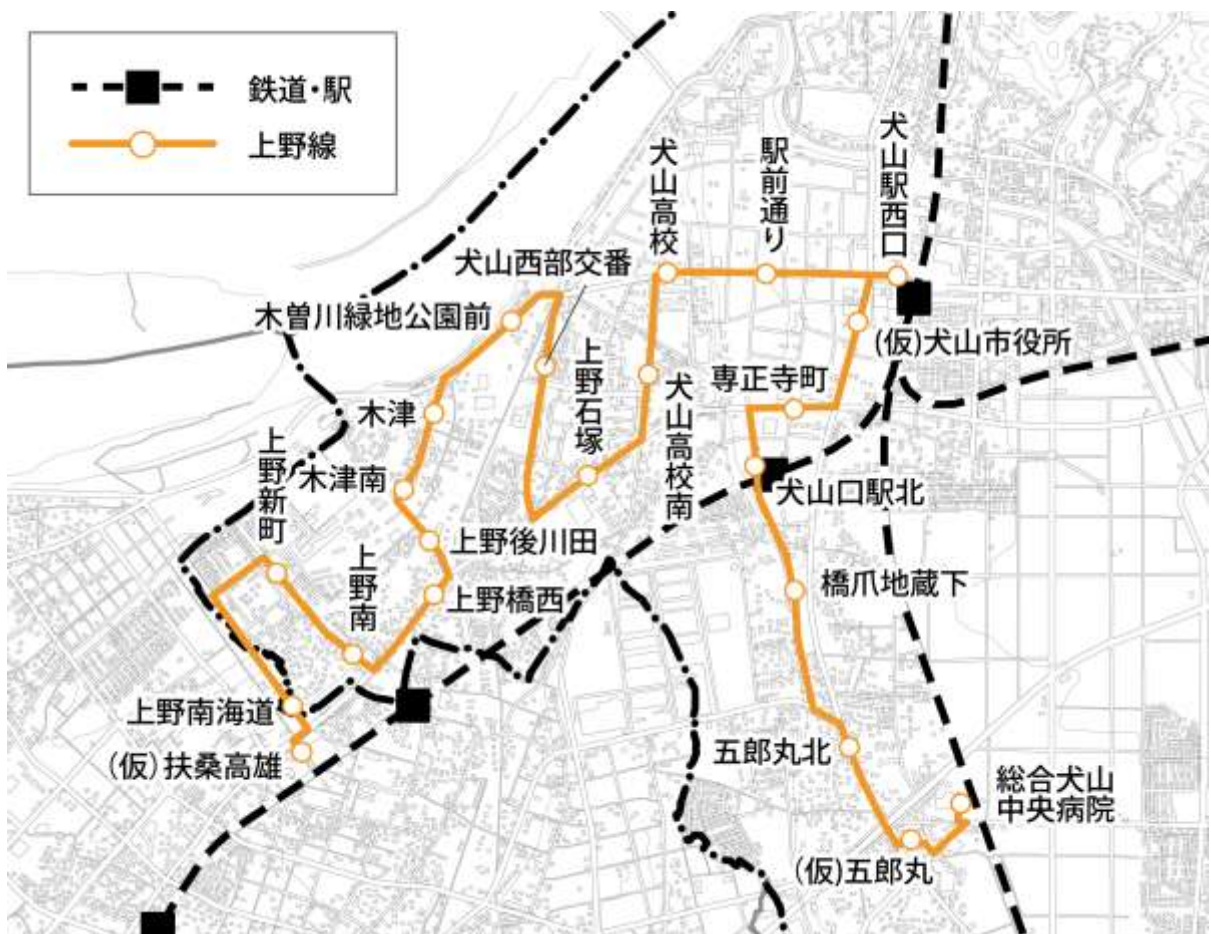 鉄道・駅
上野線
犬山高校
駅前通り
犬山駅西口
犬山西部交番
木曽川緑地公園前
(仮)犬山市役所
上野石塚
専正寺町
木津
犬山高校南
上野新町
木津南
犬山口駅北
上野南
上野後川田
橋爪地蔵下
上野橋西
上野南海道
(仮)扶桑高雄
五郎丸北
総合犬山
中央病院
(仮)五郎丸